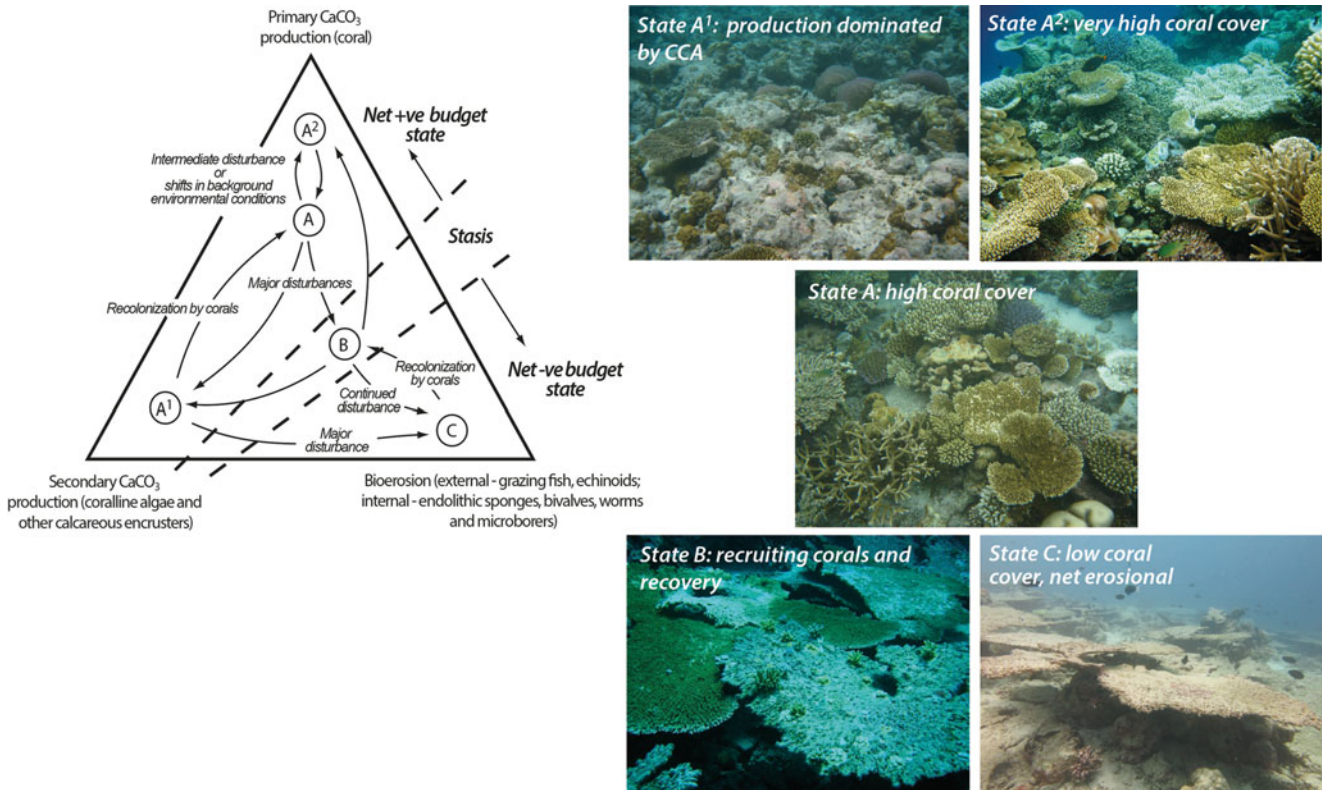 Primary CaCO₃
production (coral)
A²
Net +ve budget
state
Intermediate disturbance
or
shifts in background
environmental conditions
A
Stasis
Major disturbances
Recolonization by corals
B
Net -ve budget
state
Recolonization
by corals
Continued
disturbance
A¹
C
Major
disturbance
Secondary CaCO₃
production (coralline algae and
other calcareous encrusters)
Bioerosion (external - grazing fish, echinoids;
internal - endolithic sponges, bivalves, worms
and microborers)
State A¹: production dominated
by CCA
State A²: very high coral cover
State A: high coral cover
State B: recruiting corals and
recovery
State C: low coral
cover, net erosional